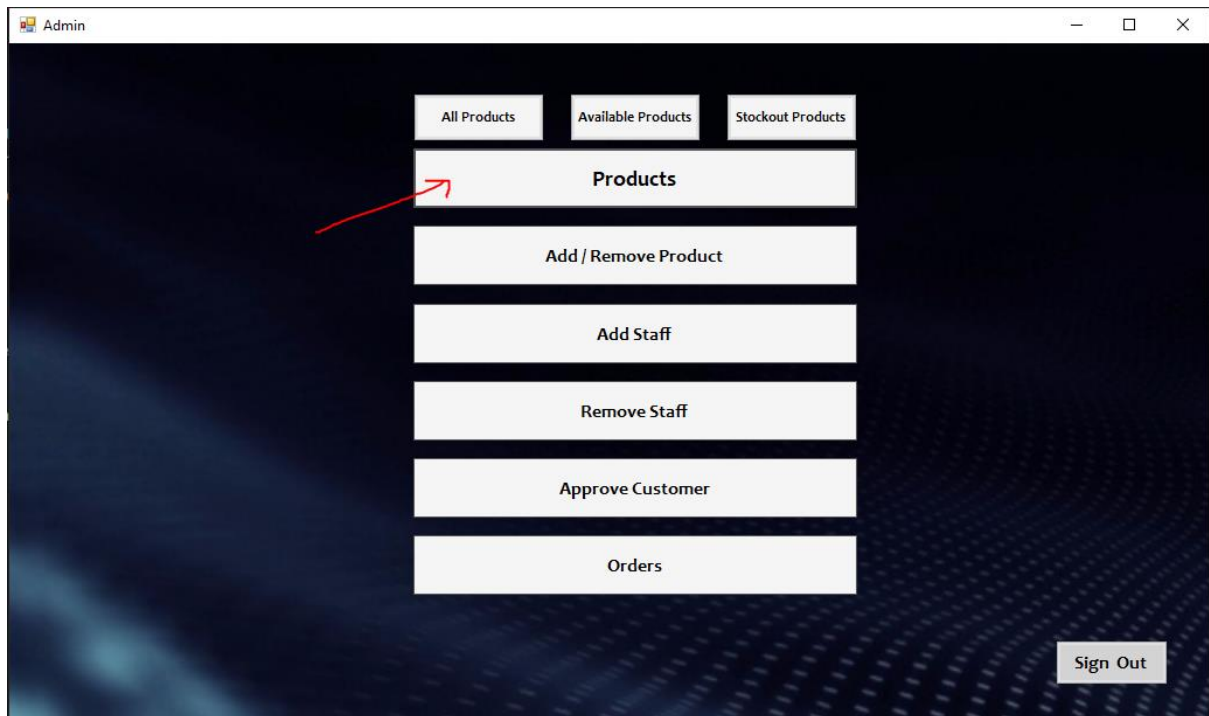 Admin
All Products
Available Products
Stockout Products
Products
Add / Remove Product
Add Staff
Remove Staff
Approve Customer
Orders
Sign Out